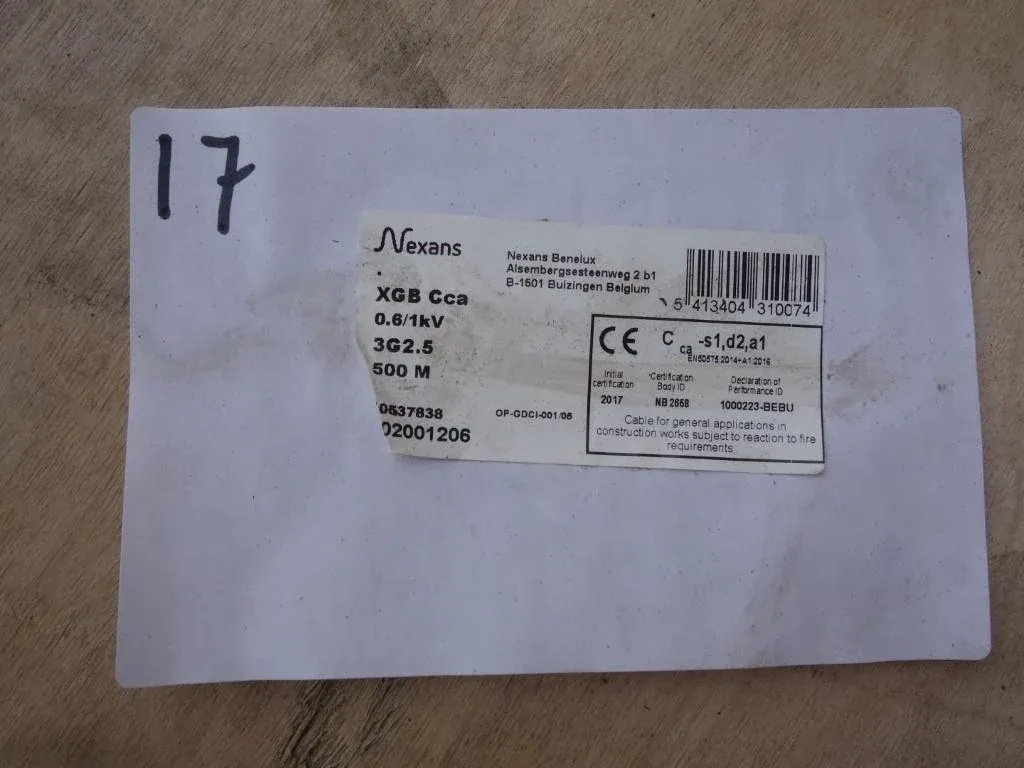 17
Nexans
Nexans Benelux
Alsembergsesteenweg 2 b1
B-1501 Buizingen Belgium
5 413404 310074
XGB Cca
0.6/1kV
3G2.5
500 M
0537838
02001206
OP-GDCI-001/05
CE
Cca -s1,d2,a1
EN50575:2014+A1:2016
Initial certification
Certification Body ID
Declaration of Performance ID
2017
NB 2658
1000223-BEBU
Cable for general applications in
construction works subject to reaction to fire
requirements